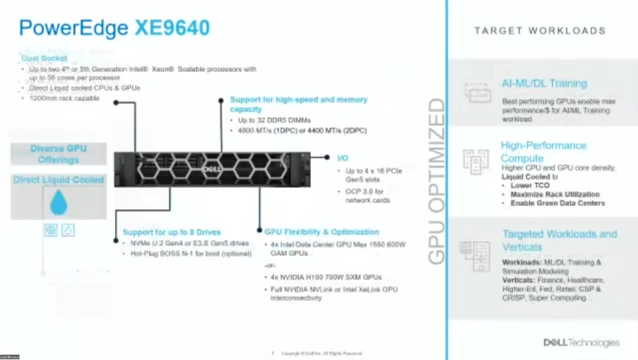 PowerEdge XE9640
Dual Socket
• Up to two 4th or 5th Generation Intel® Xeon® Scalable processors with
up to 56 cores per processor
• Direct Liquid cooled CPUs & GPUs
• 1200mm rack capable
Support for high-speed and memory
capacity
• Up to 32 DDR5 DIMMs
• 4800 MT/s (1DPC) or 4400 MT/s (2DPC)
Diverse GPU
Offerings
Direct Liquid Cooled
DELL
I/O
• Up to 4 x 16 PCIe
Gen5 slots
• OCP 3.0 for
network cards
Support for up to 8 Drives
• NVMe U.2 Gen4 or E3.S Gen5 drives
• Hot-Plug BOSS N-1 for boot (optional)
GPU Flexibility & Optimization
• 4x Intel Data Center GPU Max 1550 600W
OAM GPUs
-or-
• 4x NVIDIA H100 700W SXM GPUs
• Full NVIDIA NVLink or Intel XeLink GPU
interconnectivity
GPU OPTIMIZED
TARGET WORKLOADS
AI-ML/DL Training
Best performing GPUs enable max
performance/$ for AI/ML Training
workload
High-Performance
Compute
Higher CPU and GPU core density,
Liquid Cooled to
• Lower TCO
• Maximize Rack Utilization
• Enable Green Data Centers
Targeted Workloads and
Verticals
Workloads: ML/DL Training &
Simulation Modeling
Verticals: Finance, Healthcare,
Higher-Ed, Fed, Retail, CSP &
CRISP, Super Computing
Copyright © Dell Inc. All Rights Reserved.
DELL Technologies